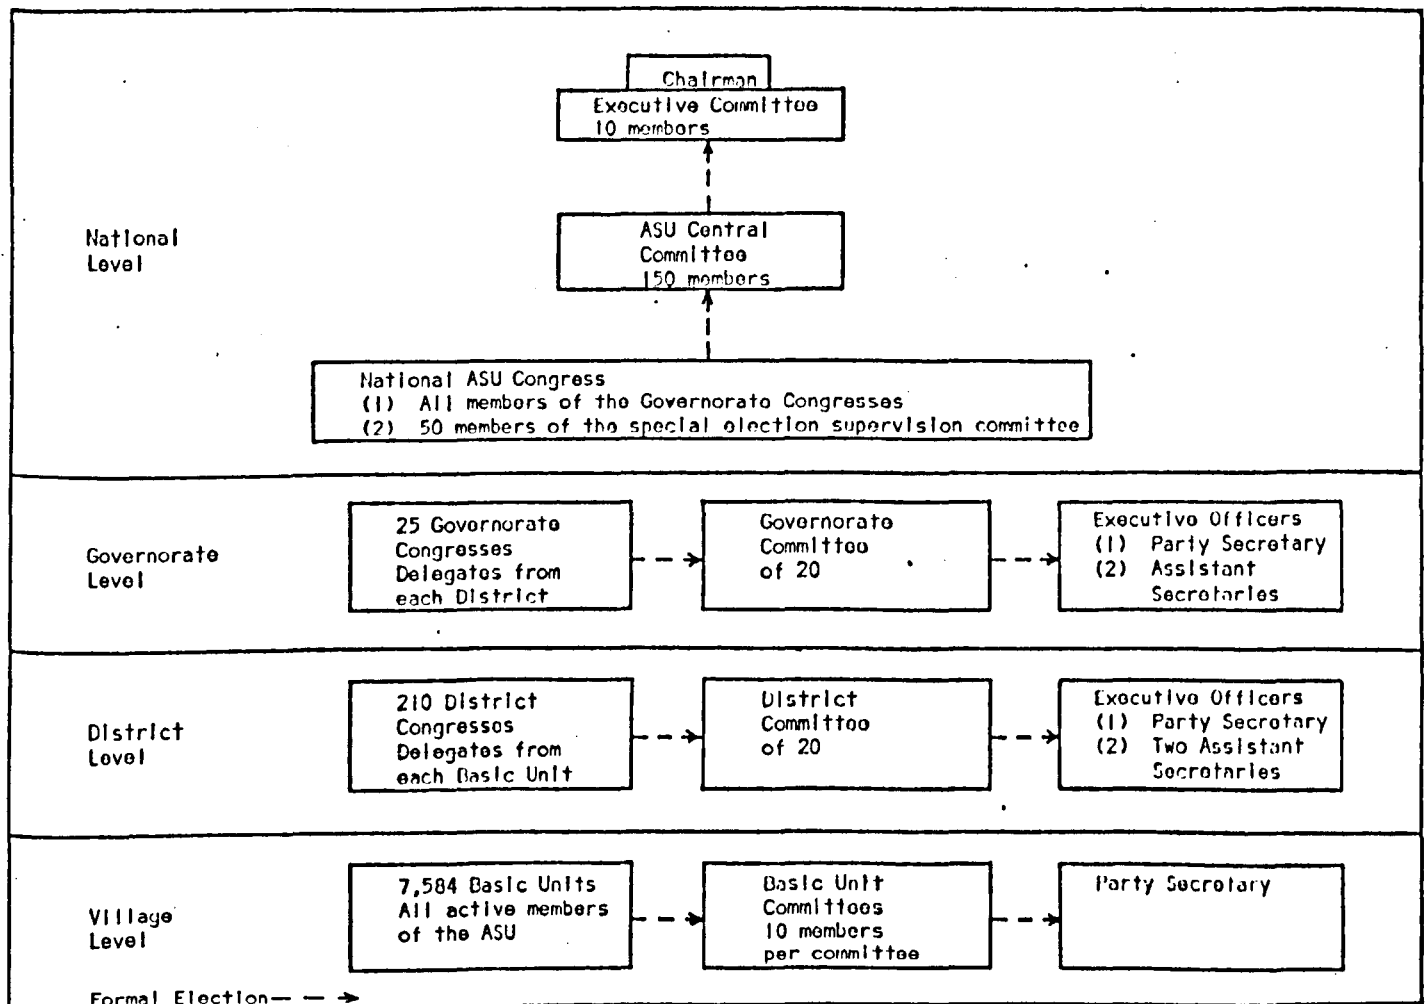 Chairman
Executive Committee
10 members
National
Level
ASU Central
Committee
150 members
National ASU Congress
(1) All members of the Governorate Congresses
(2) 50 members of the special election supervision committee
Governorate
Level
25 Governorate
Congresses
Delegates from
each District
Governorate
Committee
of 20
Executive Officers
(1) Party Secretary
(2) Assistant
Secretaries
District
Level
210 District
Congresses
Delegates from
each Basic Unit
District
Committee
of 20
Executive Officers
(1) Party Secretary
(2) Two Assistant
Secretaries
Village
Level
7,584 Basic Units
All active members
of the ASU
Basic Unit
Committees
10 members
per committee
Party Secretary
Formal Election